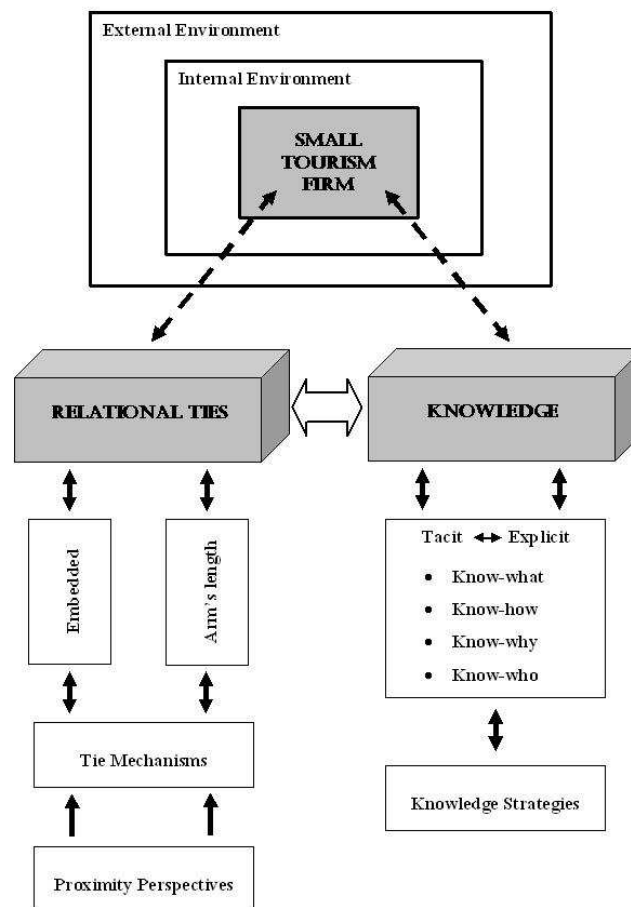 External Environment
Internal Environment
SMALL
TOURISM
FIRM
RELATIONAL TIES
KNOWLEDGE
Embedded
Arm's length
Tacit Explicit
• Know-what
• Know-how
• Know-why
• Know-who
Tie Mechanisms
Knowledge Strategies
Proximity Perspectives